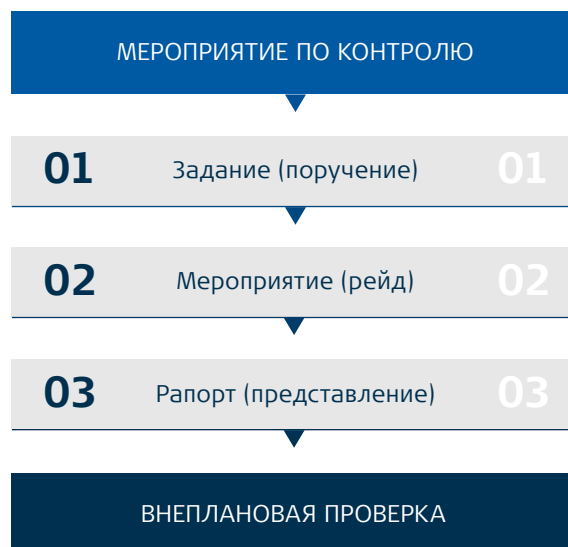 МЕРОПРИЯТИЕ ПО КОНТРОЛЮ
01 Задание (поручение) 01
02 Мероприятие (рейд) 02
03 Рапорт (представление) 03
ВНЕПЛАНОВАЯ ПРОВЕРКА